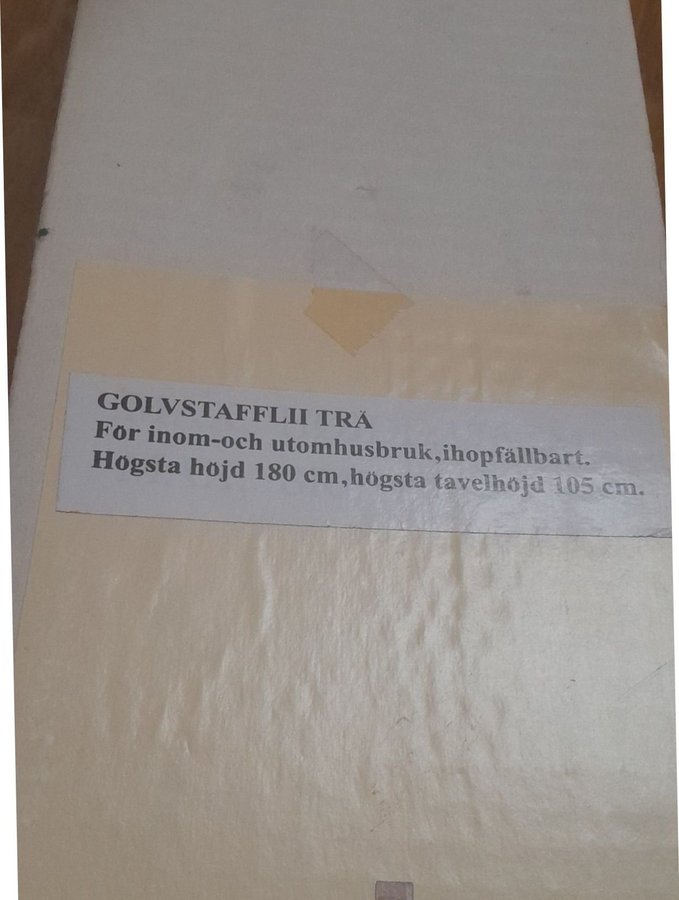 GOLVSTAFFLII TRÄ
För inom-och utomhusbruk,ihopfällbart.
Högsta höjd 180 cm,högsta tavelhöjd 105 cm.